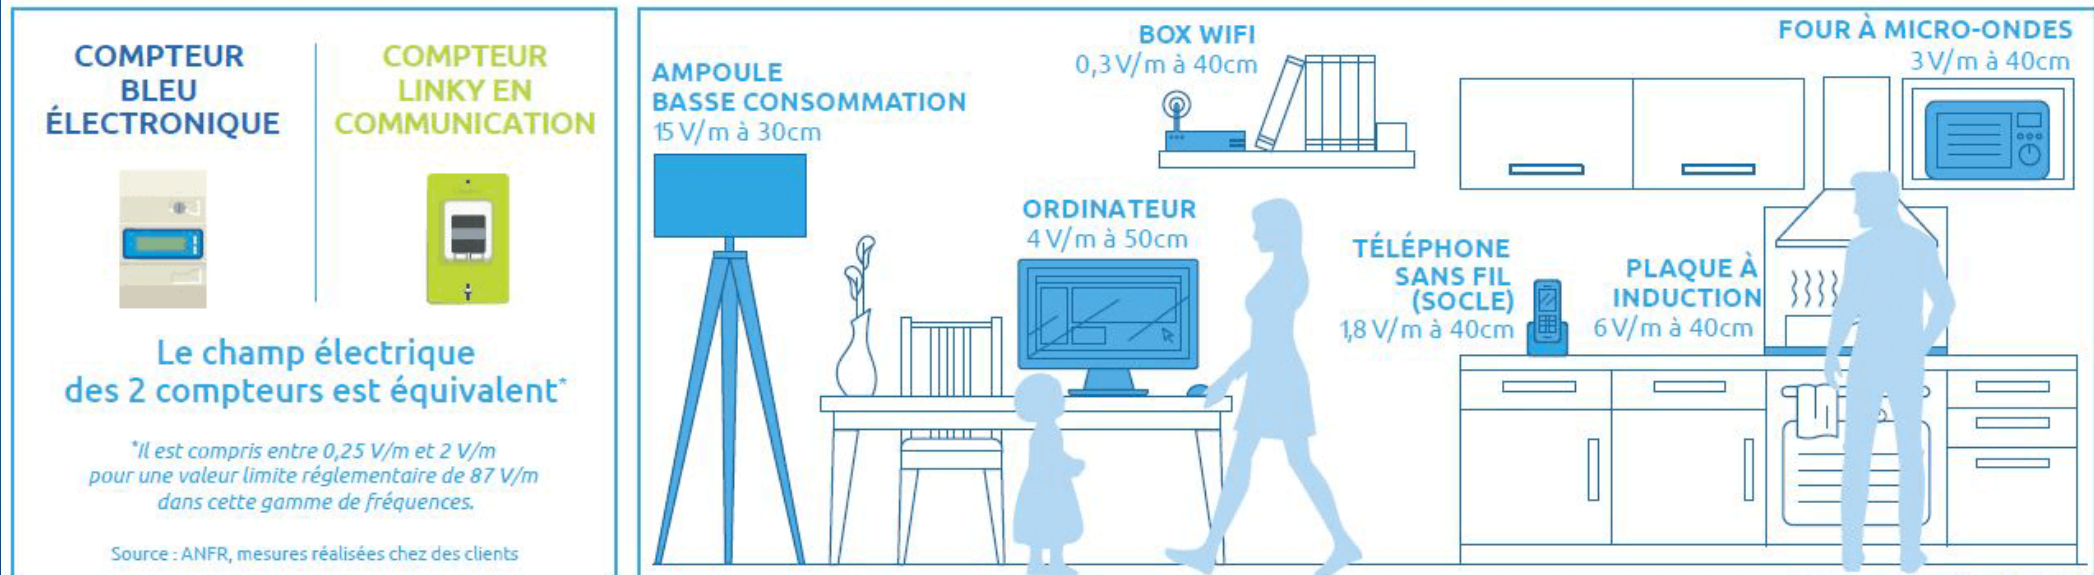 COMPTEUR
BLEU
ÉLECTRONIQUE
COMPTEUR
LINKY EN
COMMUNICATION
Le champ électrique
des 2 compteurs est équivalent*
*Il est compris entre 0,25 V/m et 2 V/m
pour une valeur limite réglementaire de 87 V/m
dans cette gamme de fréquences.
Source : ANFR, mesures réalisées chez des clients
AMPOULE
BASSE CONSOMMATION
15 V/m à 30cm
BOX WIFI
0,3 V/m à 40cm
FOUR À MICRO-ONDES
3 V/m à 40cm
ORDINATEUR
4 V/m à 50cm
TÉLÉPHONE
SANS FIL
(SOCLE)
1,8 V/m à 40cm
PLAQUE À
INDUCTION
6 V/m à 40cm